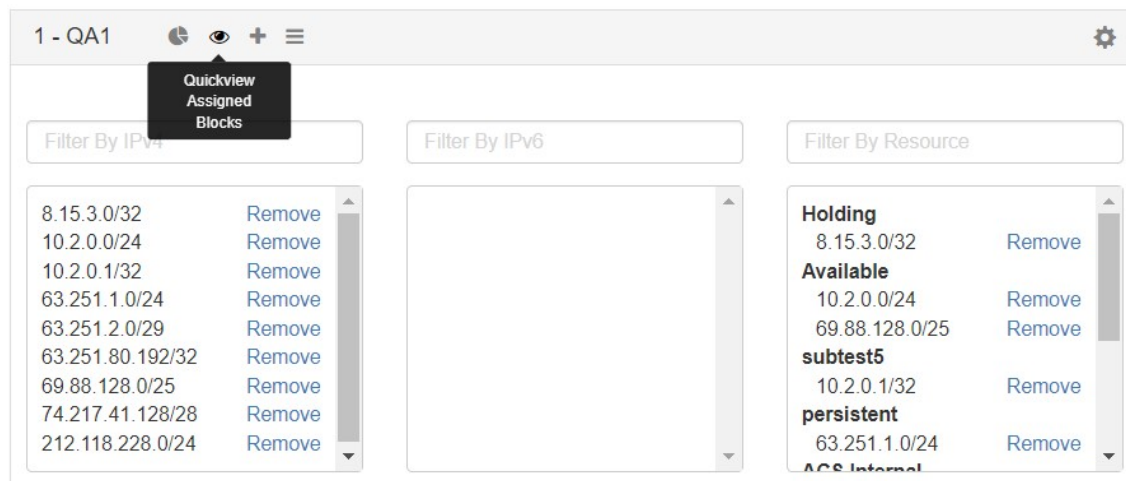 1 - QA1
Quickview
Assigned
Blocks
Filter By IPv4
Filter By IPv6
Filter By Resource
8.15.3.0/32 Remove
10.2.0.0/24 Remove
10.2.0.1/32 Remove
63.251.1.0/24 Remove
63.251.2.0/29 Remove
63.251.80.192/32 Remove
69.88.128.0/25 Remove
74.217.41.128/28 Remove
212.118.228.0/24 Remove
Holding
8.15.3.0/32 Remove
Available
10.2.0.0/24 Remove
69.88.128.0/25 Remove
subtest5
10.2.0.1/32 Remove
persistent
63.251.1.0/24 Remove
ACS Internal